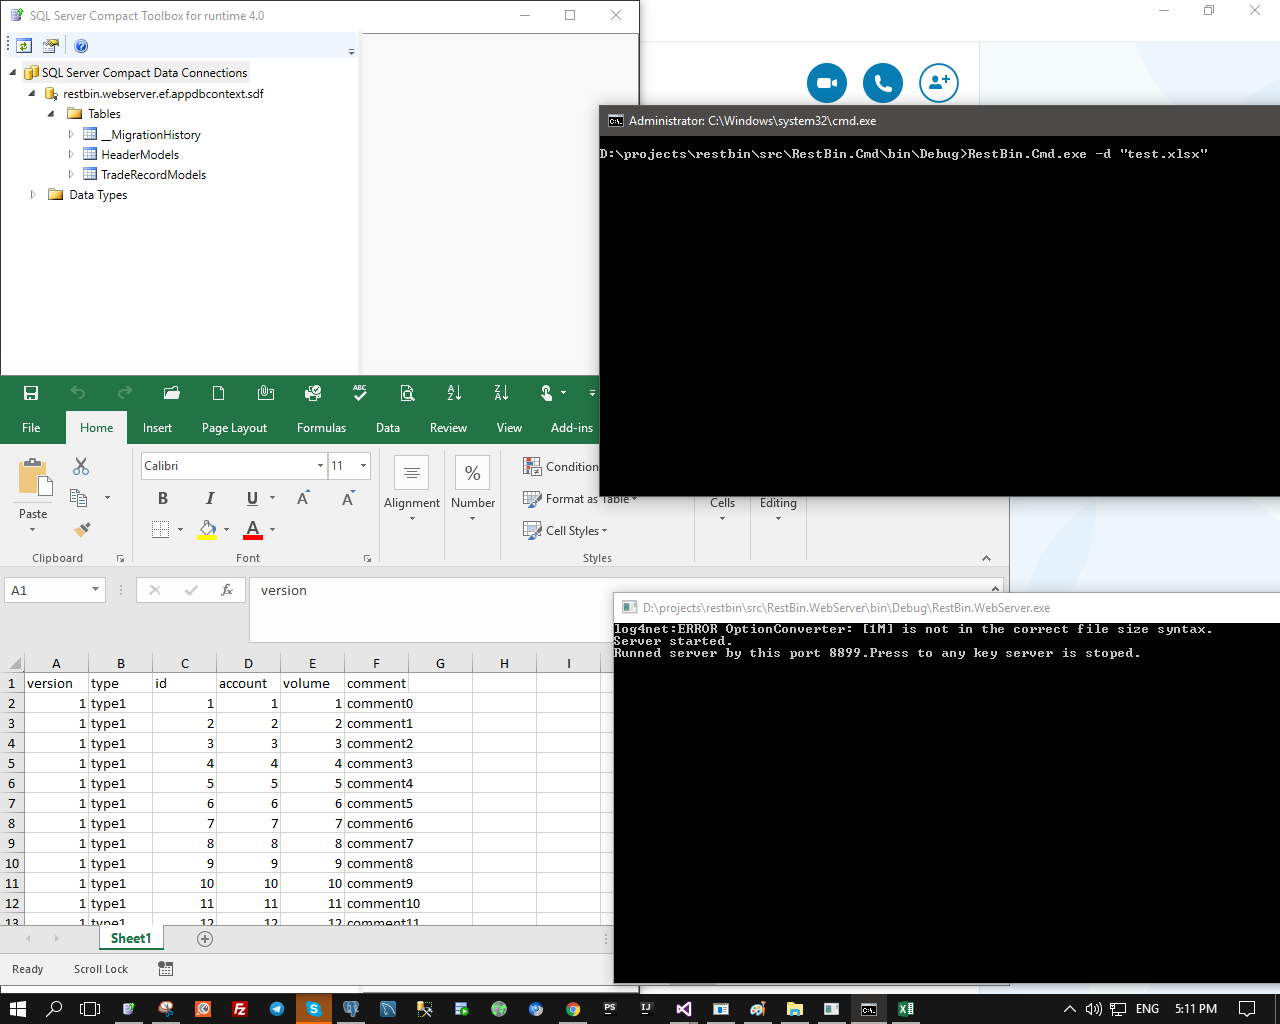 SQL Server Compact Toolbox for runtime 4.0
SQL Server Compact Data Connections
restbin.webserver.ef.appdbcontext.sdf
Tables
__MigrationHistory
HeaderModels
TradeRecordModels
Data Types
Administrator: C:\Windows\system32\cmd.exe
D:\projects\restbin\src\RestBin.Cmd\bin\Debug>RestBin.Cmd.exe -d "test.xlsx"
File Home Insert Page Layout Formulas Data Review View Add-ins
Calibri 11
Condition
B I U A A
Alignment Number
Format as Table
Cells Editing
Paste
A
Cell Styles
Clipboard Font Styles
A1 fx version
D:\projects\restbin\src\RestBin.WebServer\bin\Debug\RestBin.WebServer.exe
log4net:ERROR OptionConverter: [1M] is not in the correct file size syntax.
Server started.
Runned server by this port 8899.Press to any key server is stoped.
A B C D E F G H I
1 version type id account volume comment
2 1 type1 1 1 1 comment0
3 1 type1 2 2 2 comment1
4 1 type1 3 3 3 comment2
5 1 type1 4 4 4 comment3
6 1 type1 5 5 5 comment4
7 1 type1 6 6 6 comment5
8 1 type1 7 7 7 comment6
9 1 type1 8 8 8 comment7
10 1 type1 9 9 9 comment8
11 1 type1 10 10 10 comment9
12 1 type1 11 11 11 comment10
13 1 type1 12 12 12 comment11
Sheet1
Ready Scroll Lock
ENG 5:11 PM